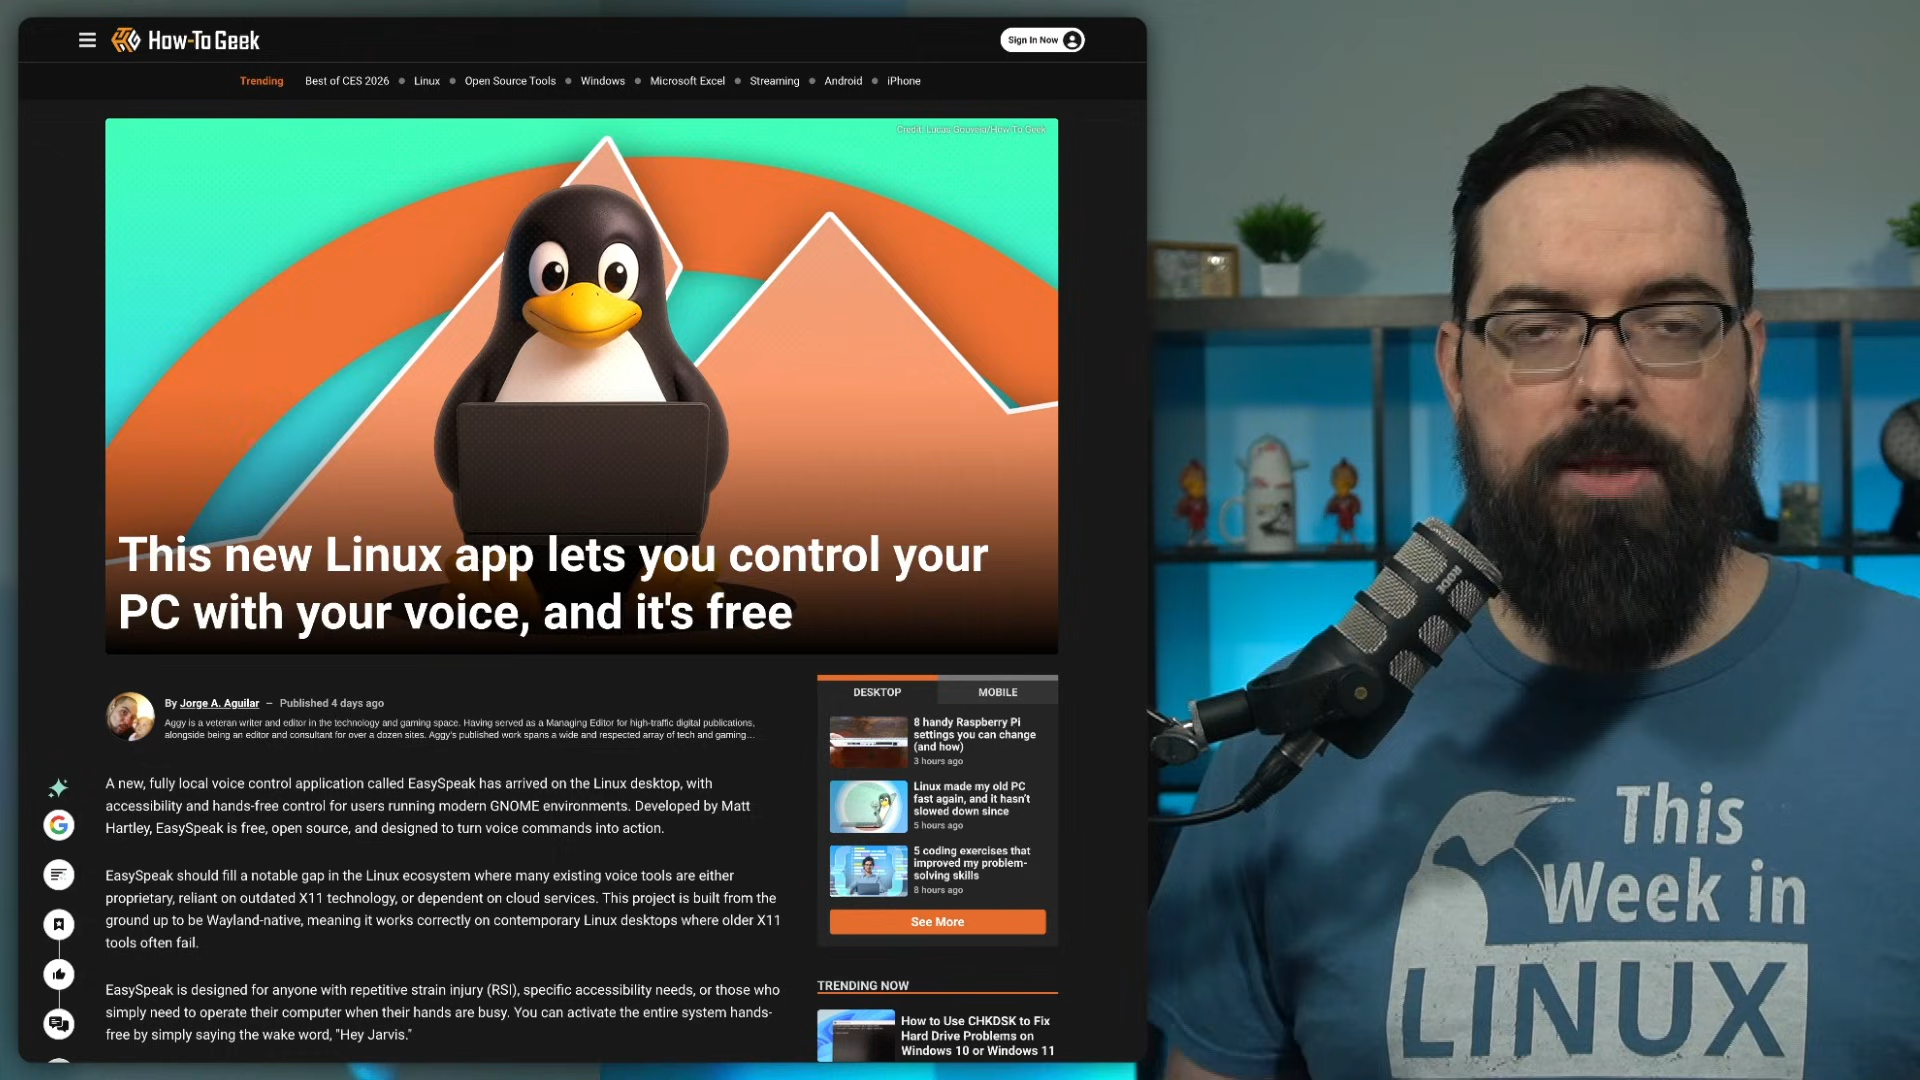 How-To Geek
Sign In Now
Trending Best of CES 2026 Linux Open Source Tools Windows Microsoft Excel Streaming Android iPhone
Credit: Lucas Gouveia/How-To Geek
This new Linux app lets you control your
PC with your voice, and it's free
By Jorge A. Aguilar – Published 4 days ago
Aggy is a veteran writer and editor in the technology and gaming space. Having served as a Managing Editor for high-traffic digital publications,
alongside being an editor and consultant for over a dozen sites. Aggy's published work spans a wide and respected array of tech and gaming...
A new, fully local voice control application called EasySpeak has arrived on the Linux desktop, with
accessibility and hands-free control for users running modern GNOME environments. Developed by Matt
Hartley, EasySpeak is free, open source, and designed to turn voice commands into action.
EasySpeak should fill a notable gap in the Linux ecosystem where many existing voice tools are either
proprietary, reliant on outdated X11 technology, or dependent on cloud services. This project is built from the
ground up to be Wayland-native, meaning it works correctly on contemporary Linux desktops where older X11
tools often fail.
EasySpeak is designed for anyone with repetitive strain injury (RSI), specific accessibility needs, or those who
simply need to operate their computer when their hands are busy. You can activate the entire system hands-
free by simply saying the wake word, "Hey Jarvis."
DESKTOP MOBILE
8 handy Raspberry Pi
settings you can change
(and how)
3 hours ago
Linux made my old PC
fast again, and it hasn't
slowed down since
5 hours ago
5 coding exercises that
improved my problem-
solving skills
8 hours ago
See More
TRENDING NOW
How to Use CHKDSK to Fix
Hard Drive Problems on
Windows 10 or Windows 11
RODE
This
Week in
LINUX